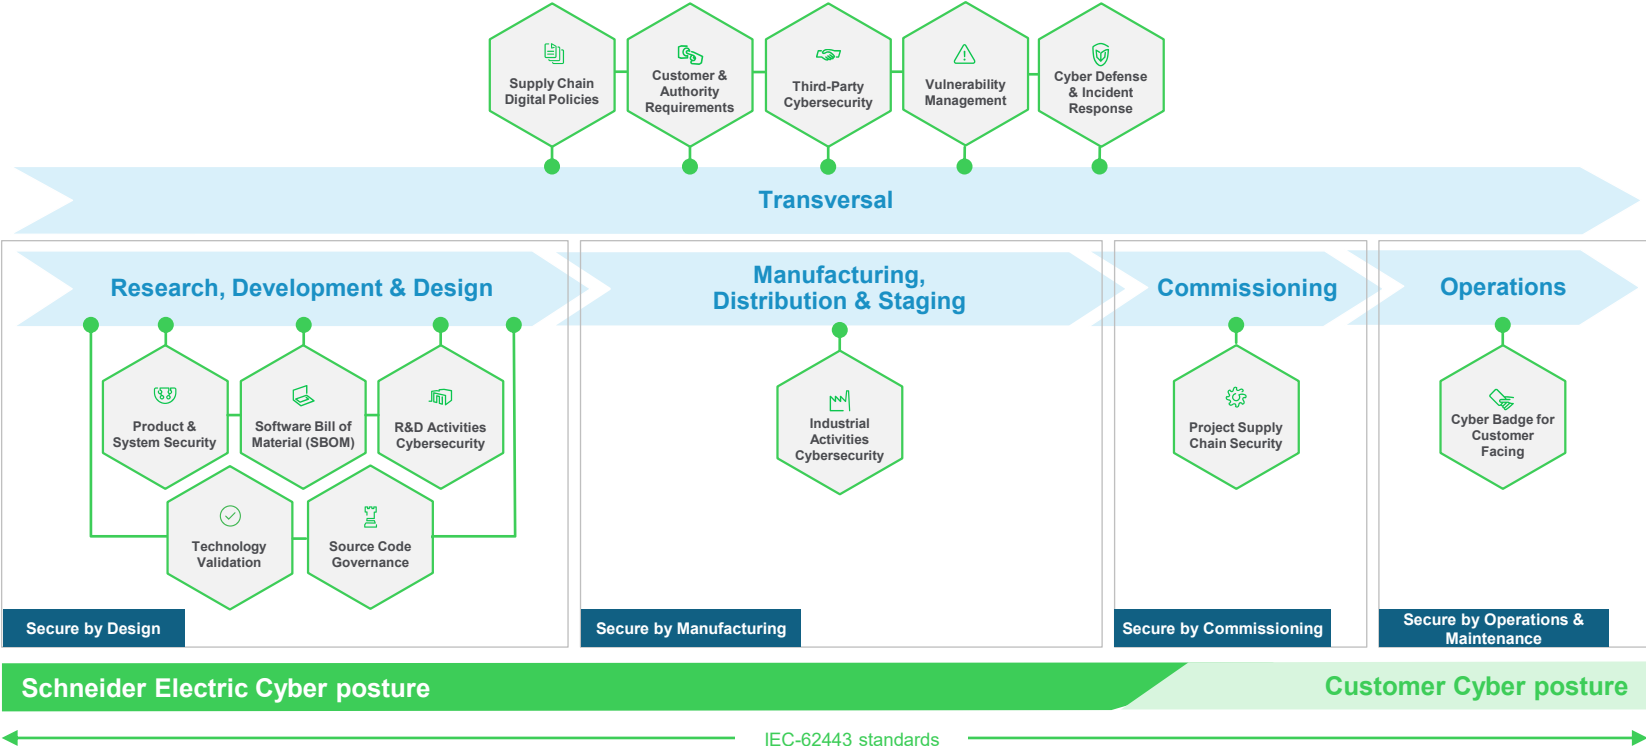 Supply Chain
Digital Policies
Customer &
Authority
Requirements
Third-Party
Cybersecurity
Vulnerability
Management
Cyber Defense
& Incident
Response
Transversal
Research, Development & Design
Manufacturing,
Distribution & Staging
Commissioning
Operations
Product &
System Security
Software Bill of
Material (SBOM)
R&D Activities
Cybersecurity
Technology
Validation
Source Code
Governance
Industrial
Activities
Cybersecurity
Project Supply
Chain Security
Cyber Badge for
Customer
Facing
Secure by Design
Secure by Manufacturing
Secure by Commissioning
Secure by Operations &
Maintenance
Schneider Electric Cyber posture
Customer Cyber posture
IEC-62443 standards